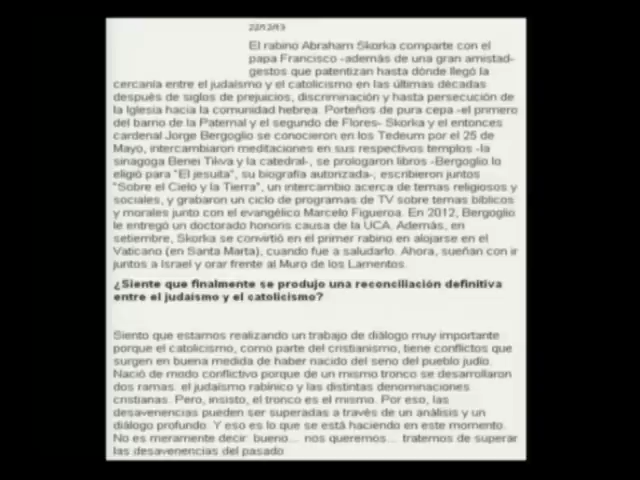 22/12/13
El rabino Abraham Skorka comparte con el
papa Francisco -además de una gran amistad-
gestos que patentizan hasta dónde llegó la
cercanía entre el judaísmo y el catolicismo en las últimas décadas
después de siglos de prejuicios, discriminación y hasta persecución de
la Iglesia hacia la comunidad hebrea. Porteños de pura cepa -el primero
del barrio de la Paternal y el segundo de Flores- Skorka y el entonces
cardenal Jorge Bergoglio se conocieron en los Tedeum por el 25 de
Mayo, intercambiaron meditaciones en sus respectivos templos -la
sinagoga Benei Tikva y la catedral-, se prologaron libros -Bergoglio lo
eligió para "El jesuita", su biografía autorizada-, escribieron juntos
"Sobre el Cielo y la Tierra", un intercambio acerca de temas religiosos y
sociales, y grabaron un ciclo de programas de TV sobre temas bíblicos
y morales junto con el evangélico Marcelo Figueroa. En 2012, Bergoglio
le entregó un doctorado honoris causa de la UCA. Además, en
setiembre, Skorka se convirtió en el primer rabino en alojarse en el
Vaticano (en Santa Marta), cuando fue a saludarlo. Ahora, sueñan con ir
juntos a Israel y orar frente al Muro de los Lamentos.
¿Siente que finalmente se produjo una reconciliación definitiva
entre el judaísmo y el catolicismo?
Siento que estamos realizando un trabajo de diálogo muy importante
porque el catolicismo, como parte del cristianismo, tiene conflictos que
surgen en buena medida de haber nacido del seno del pueblo judío.
Nació de modo conflictivo porque de un mismo tronco se desarrollaron
dos ramas: el judaísmo rabínico y las distintas denominaciones
cristianas. Pero, insisto, el tronco es el mismo. Por eso, las
desavenencias pueden ser superadas a través de un análisis y un
diálogo profundo. Y eso es lo que se está haciendo en este momento.
No es meramente decir: bueno... nos queremos... tratemos de superar
las desavenencias del pasado